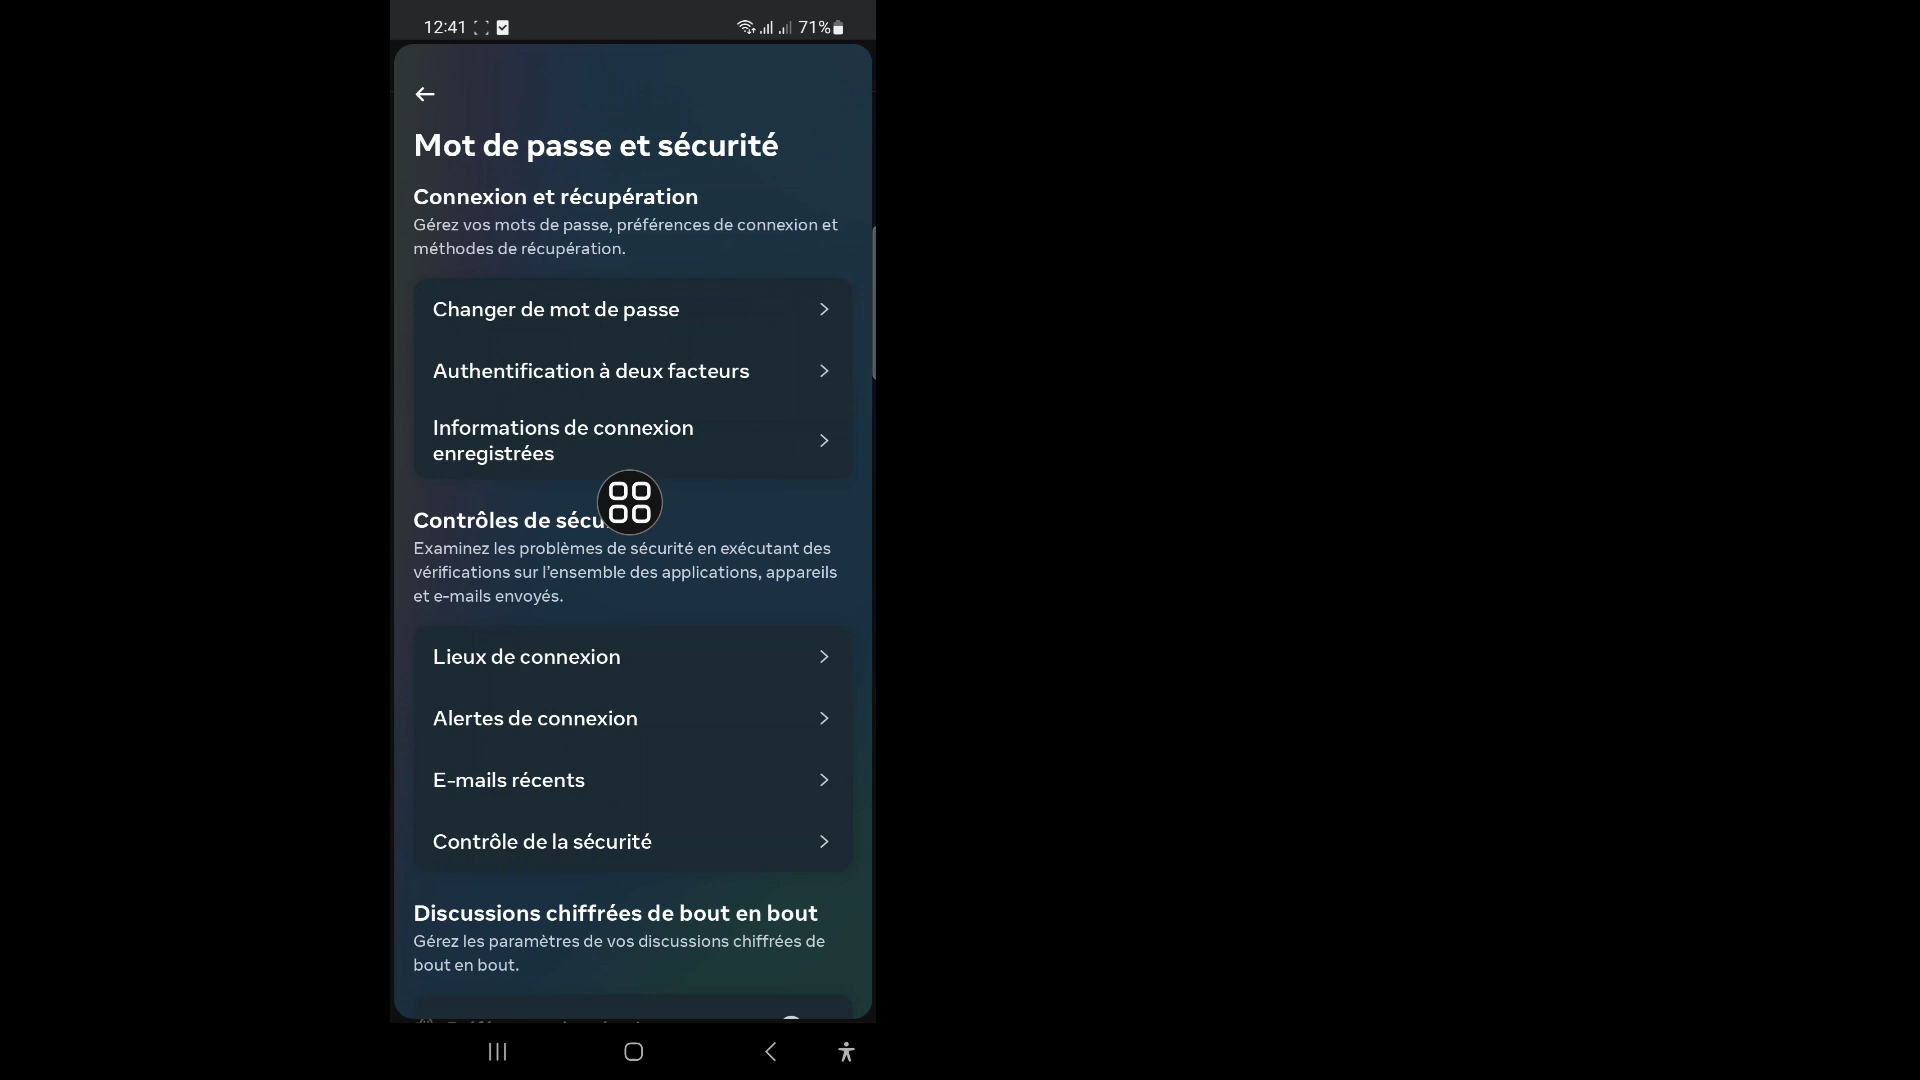 12:41
71%
Mot de passe et sécurité
Connexion et récupération
Gérez vos mots de passe, préférences de connexion et
méthodes de récupération.
Changer de mot de passe
Authentification à deux facteurs
Informations de connexion
enregistrées
Contrôles de
Examinez les problèmes de sécurité en exécutant des
vérifications sur l’ensemble des applications, appareils
et e-mails envoyés.
Lieux de connexion
Alertes de connexion
E-mails récents
Contrôle de la sécurité
Discussions chiffrées de bout en bout
Gérez les paramètres de vos discussions chiffrées de
bout en bout.